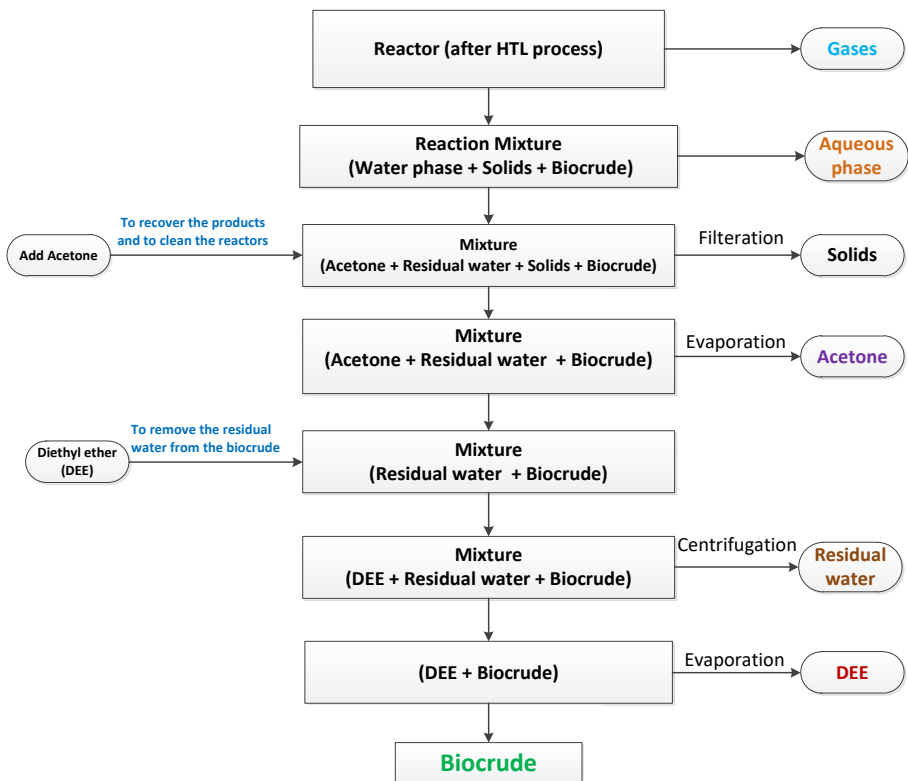 Reactor (after HTL process)
Gases
Reaction Mixture
(Water phase + Solids + Biocrude)
Aqueous
phase
To recover the products
and to clean the reactors
Add Acetone
Mixture
(Acetone + Residual water + Solids + Biocrude)
Filteration
Solids
Mixture
(Acetone + Residual water + Biocrude)
Evaporation
Acetone
To remove the residual
water from the biocrude
Diethyl ether
(DEE)
Mixture
(Residual water + Biocrude)
Mixture
(DEE + Residual water + Biocrude)
Centrifugation
Residual
water
(DEE + Biocrude)
Evaporation
DEE
Biocrude